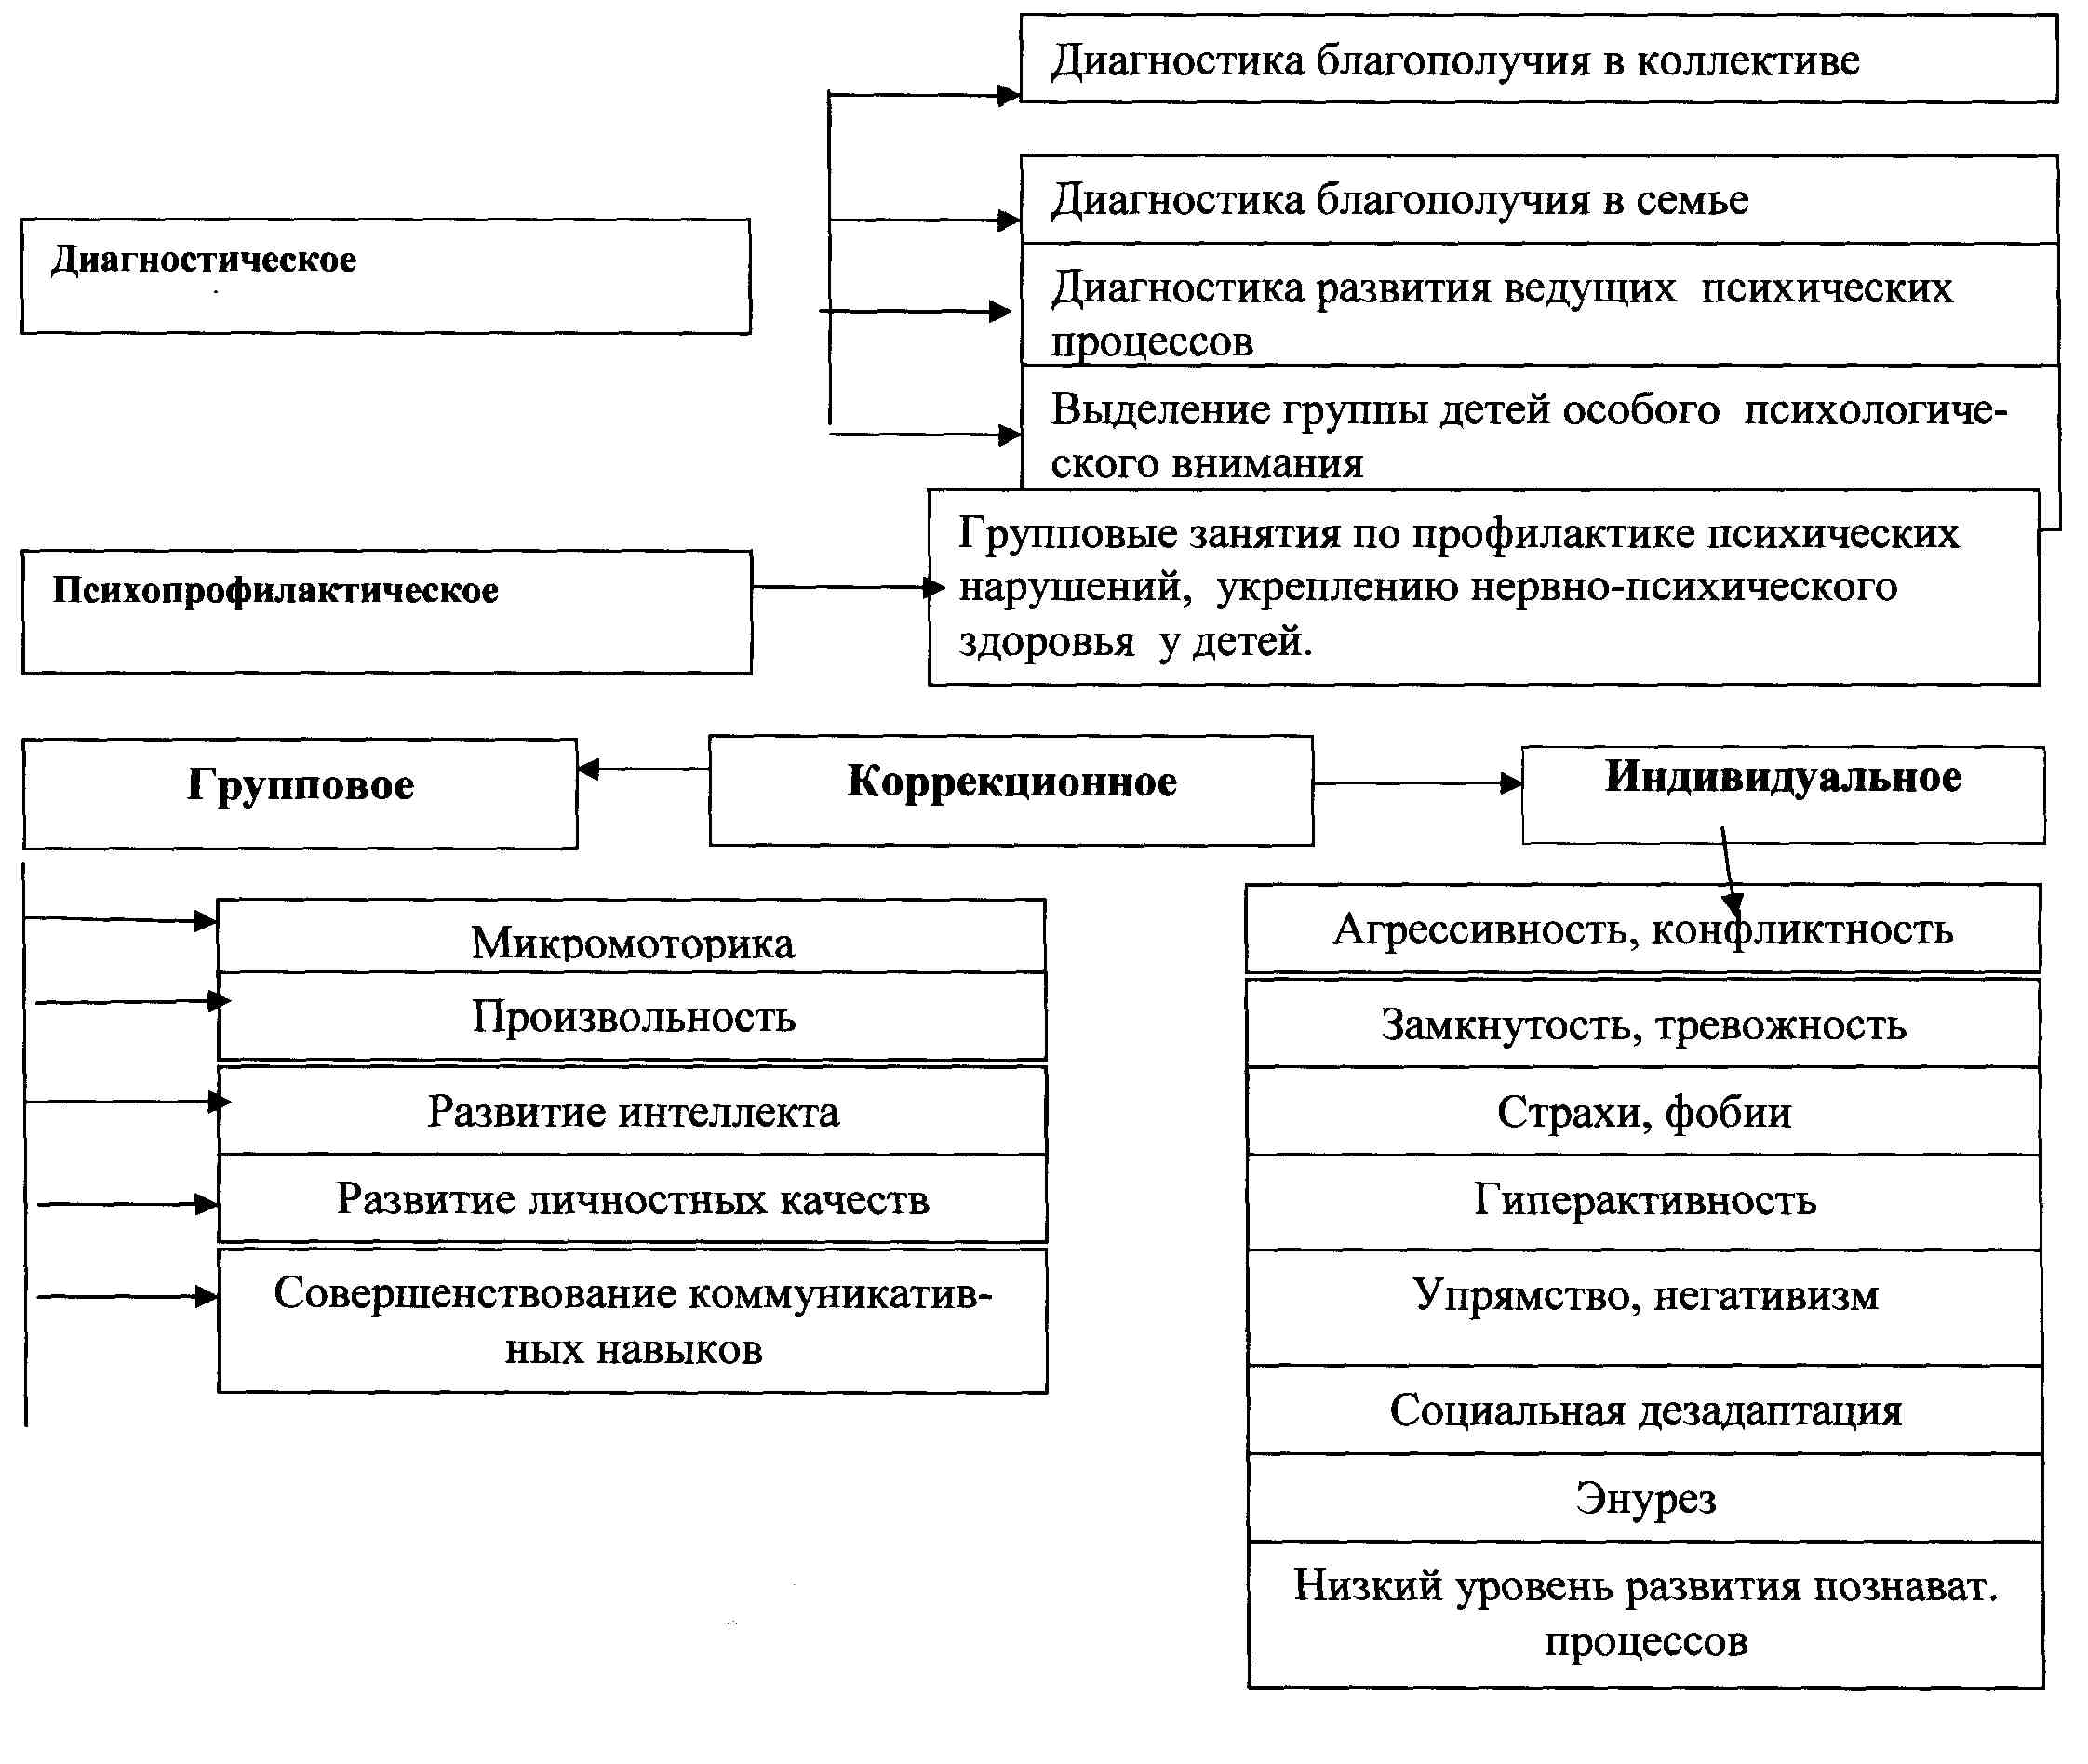 Диагностика благополучия в коллективе
Диагностика благополучия в семье
Диагностическое
Диагностика развития ведущих психических
процессов
Выделение группы детей особого психологиче-
ского внимания
Групповые занятия по профилактике психических
нарушений, укреплению нервно-психического
здоровья у детей.
Психопрофилактическое
Групповое
Коррекционное
Индивидуальное
Микромоторика
Произвольность
Развитие интеллекта
Развитие личностных качеств
Совершенствование коммуникатив-
ных навыков
Агрессивность, конфликтность
Замкнутость, тревожность
Страхи, фобии
Гиперактивность
Упрямство, негативизм
Социальная дезадаптация
Энурез
Низкий уровень развития познават.
процессов